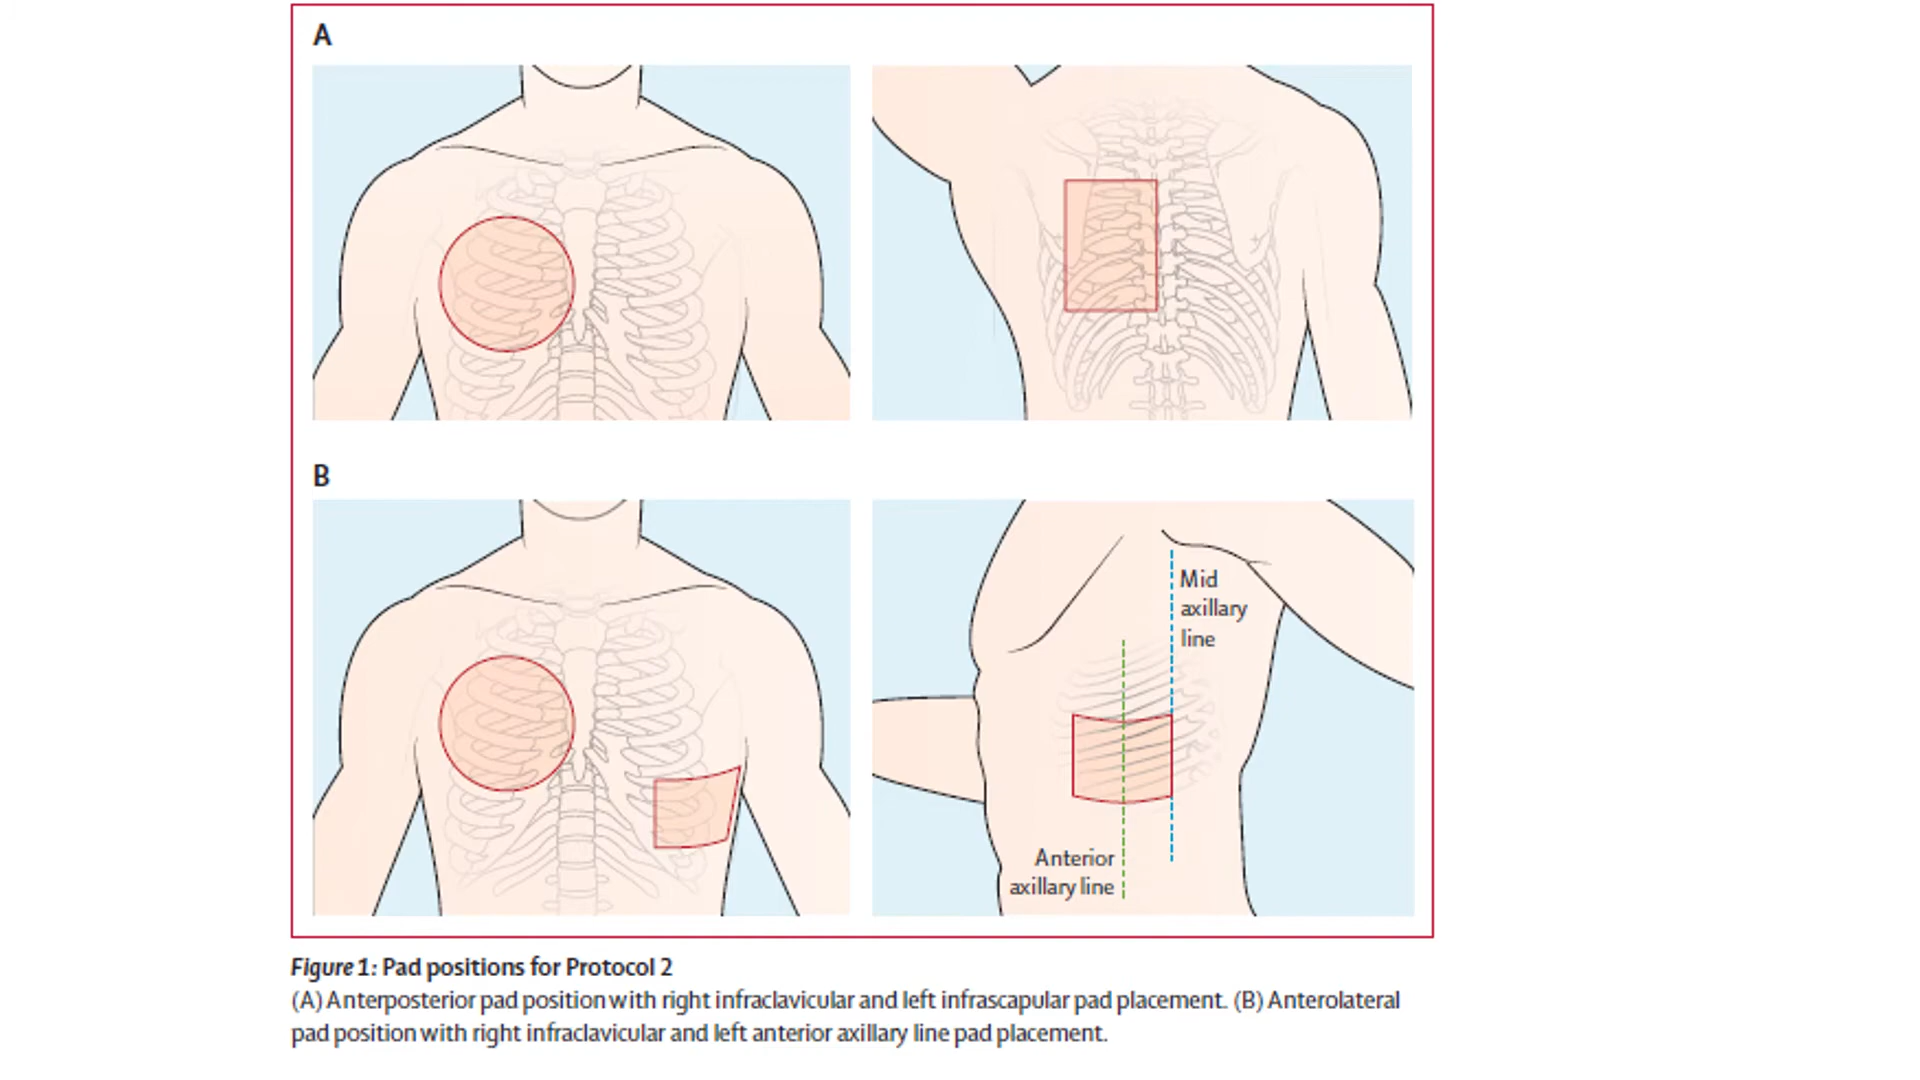 A
B
Mid
axillary
line
Anterior
axillary line
Figure 1: Pad positions for Protocol 2
(A) Anterposterior pad position with right infraclavicular and left infrascapular pad placement. (B) Anterolateral
pad position with right infraclavicular and left anterior axillary line pad placement.